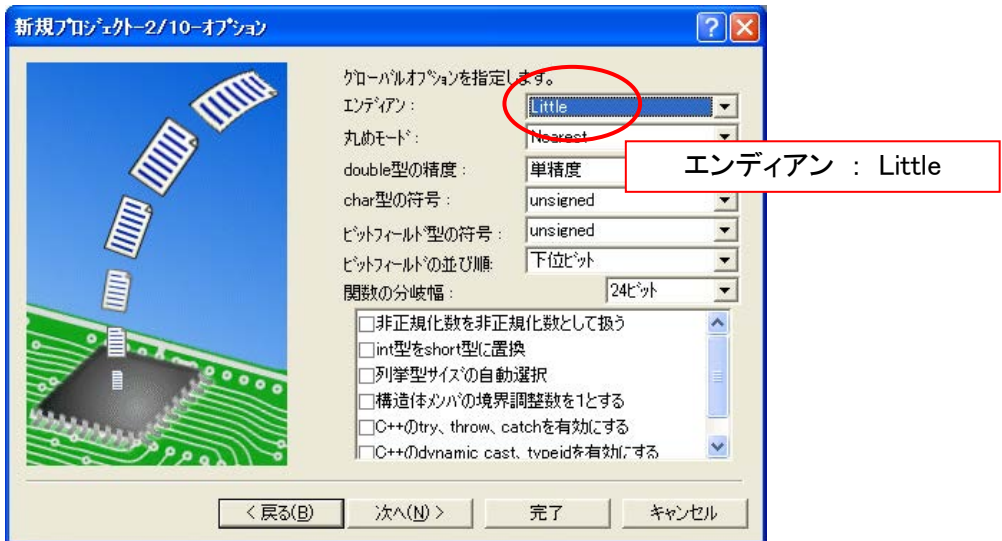 新規ﾌﾟﾛｼﾞｪｸﾄ-2/10-ｵﾌﾟｼｮﾝ
ｸﾞﾛｰﾊﾞﾙｵﾌﾟｼｮﾝを指定します。
ｴﾝﾃﾞｨｱﾝ : Little
丸めﾓｰﾄﾞ : Nearest
double型の精度 : 単精度
エンディアン : Little
char型の符号 : unsigned
ﾋﾞｯﾄﾌｨｰﾙﾄﾞ型の符号 : unsigned
ﾋﾞｯﾄﾌｨｰﾙﾄﾞの並び順: 下位ﾋﾞｯﾄ
関数の分岐幅 : 24ﾋﾞｯﾄ
非正規化数を非正規化数として扱う
int型をshort型に置換
列挙型ｻｲｽﾞの自動選択
構造体ﾒﾝﾊﾞの境界調整数を1とする
C++のtry、throw、catchを有効にする
C++のdynamic cast、typeidを有効にする
< 戻る(B) 次へ(N) > 完了 ｷｬﾝｾﾙ